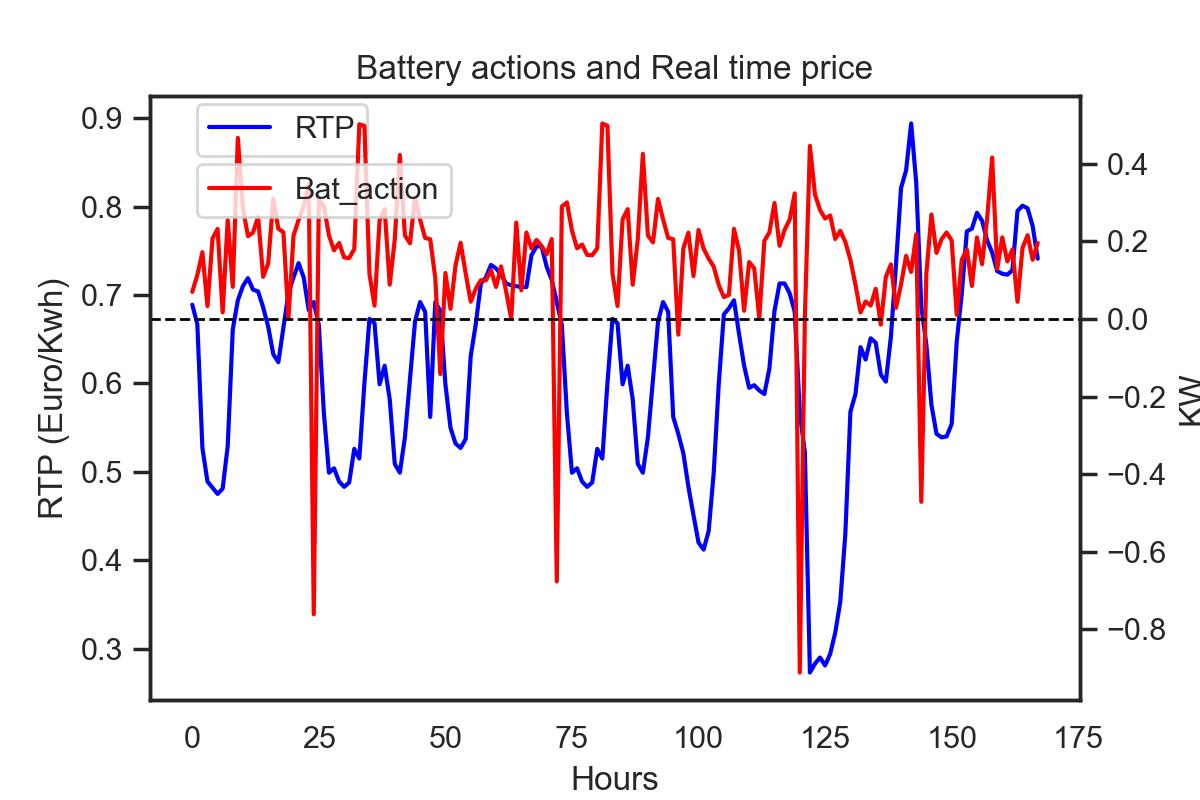 Battery actions and Real time price
RTP
Bat_action
RTP (Euro/Kwh)
0.9
0.8
0.7
0.6
0.5
0.4
0.3
0.4
0.2
0.0
−0.2
−0.4
−0.6
−0.8
KW
0 25 50 75 100 125 150 175
Hours